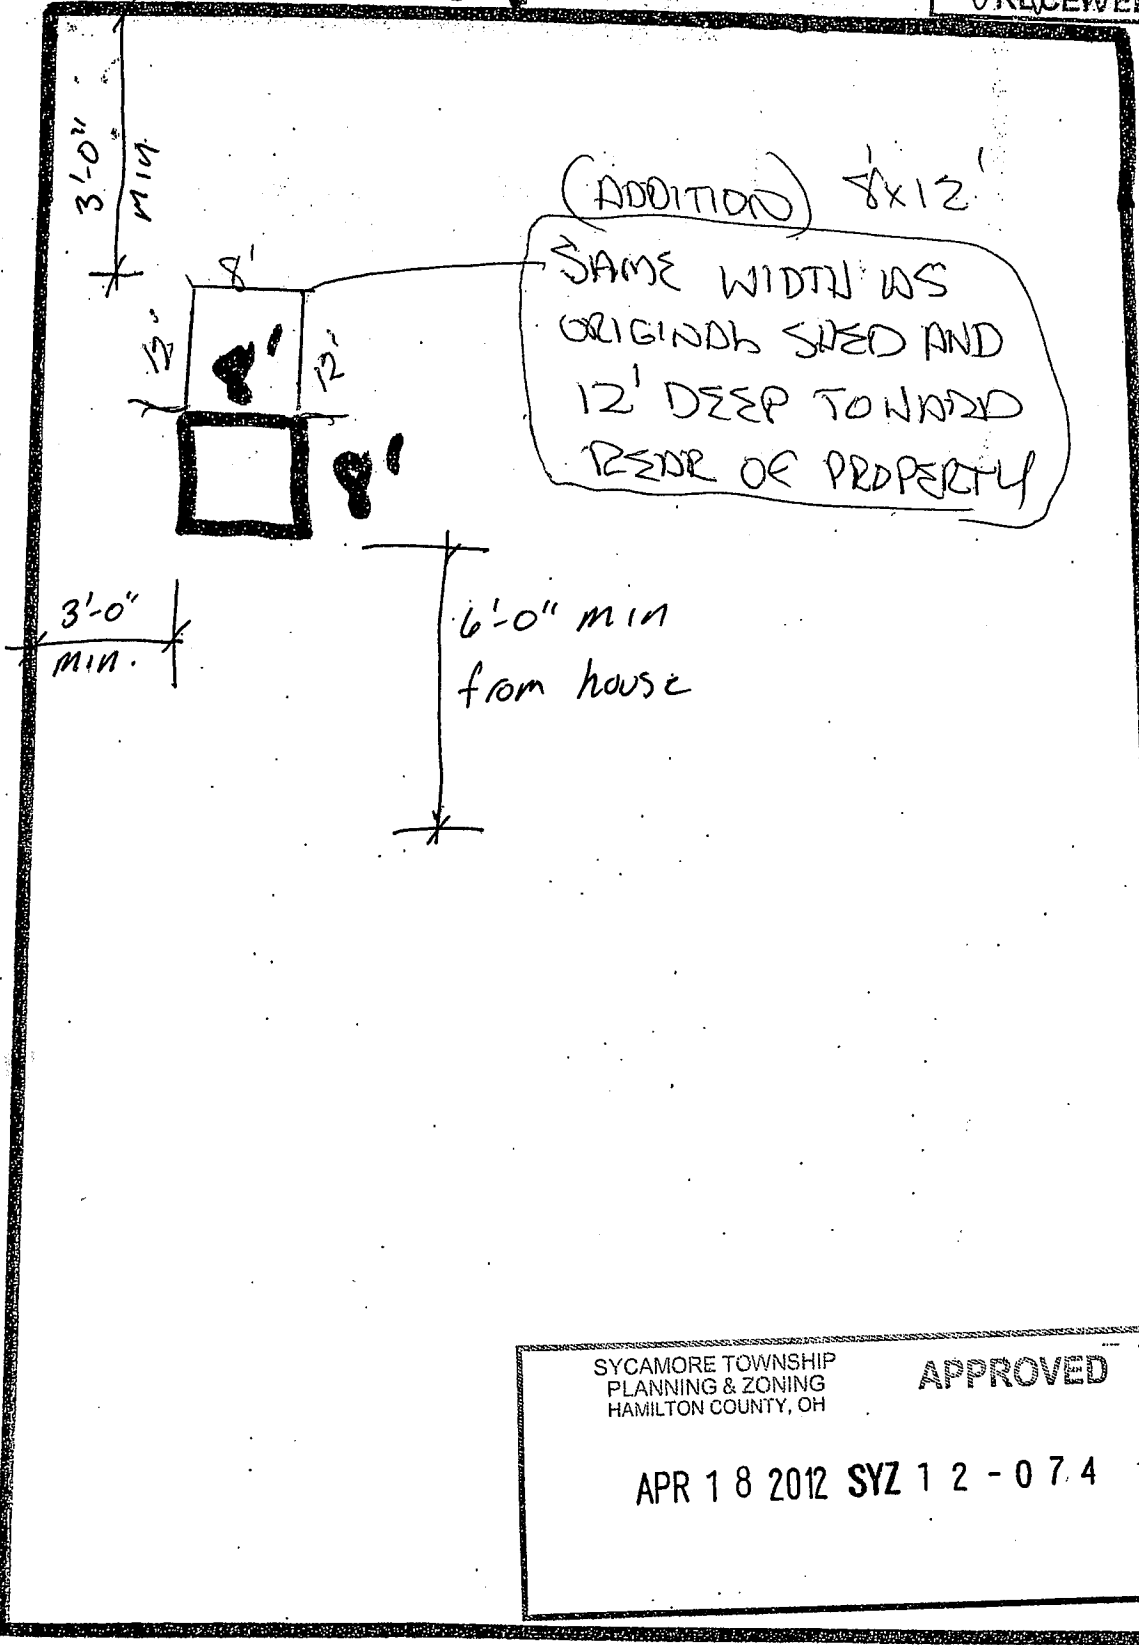 RECEIVE
3'-0"
min.
(ADDITION) 8'x12'
SAME WIDTH AS
ORIGINAL SHED AND
12' DEEP TOWARD
REAR OF PROPERTY
8'
12'
8'
12'
8'
3'-0"
min.
6'-0" min
from house
SYCAMORE TOWNSHIP
PLANNING & ZONING
HAMILTON COUNTY, OH
APPROVED
APR 18 2012 SYZ 12-074